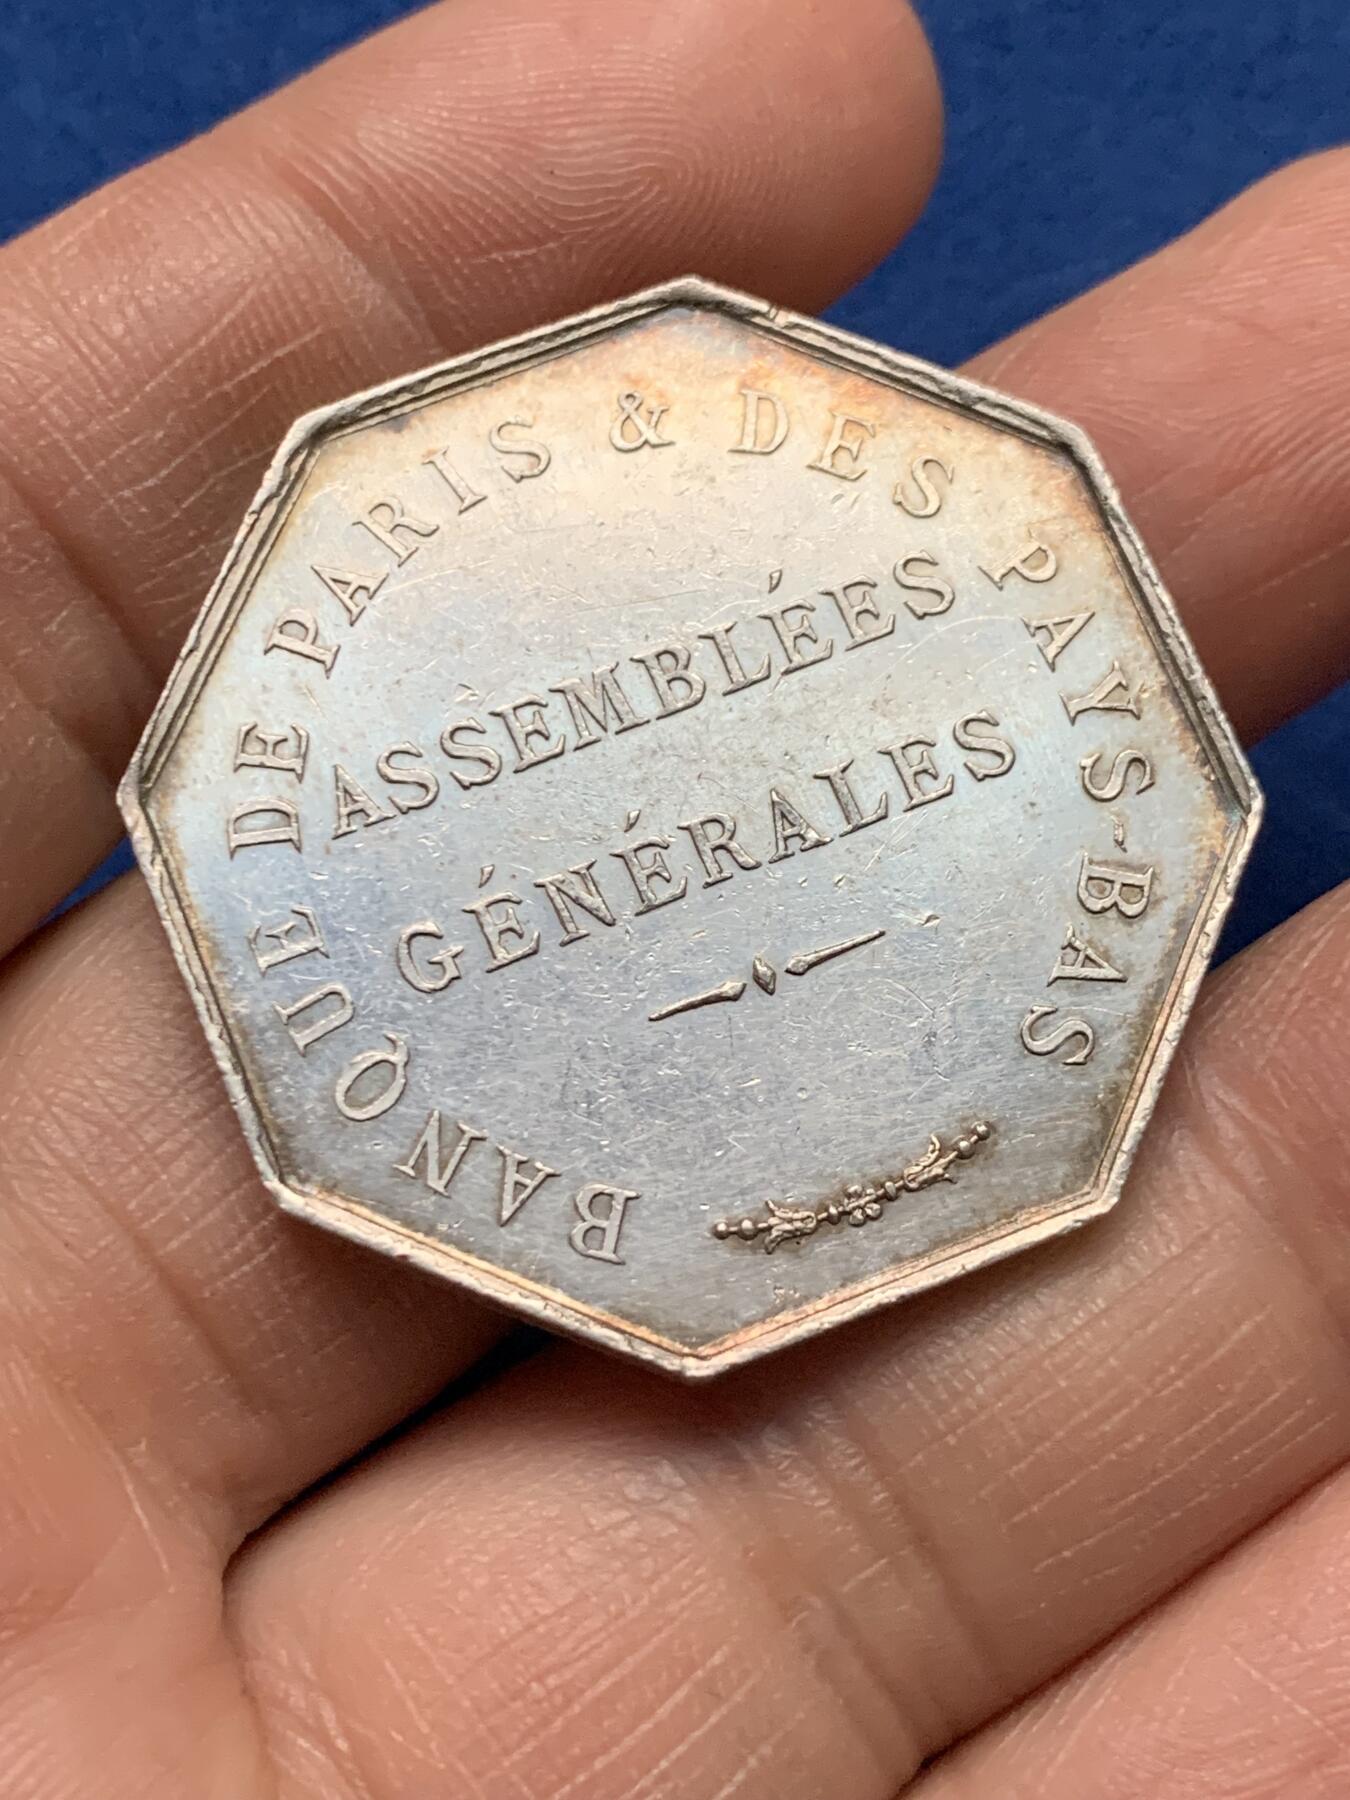 BANQUE DE PARIS & DES PAYS-BAS
ASSEMBLÉES
GÉNÉRALES